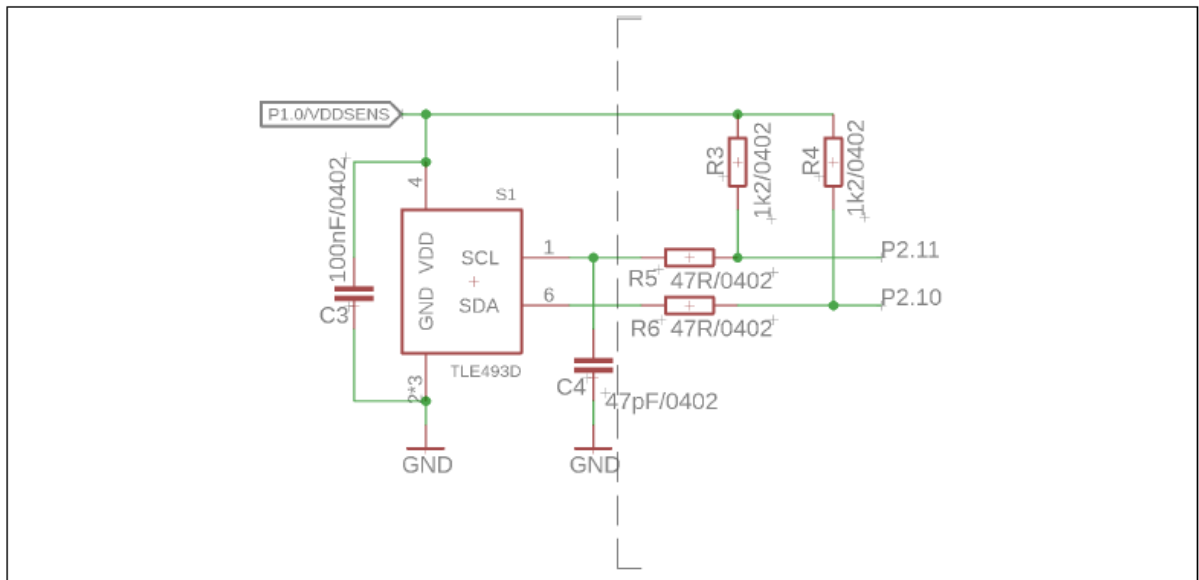 P1.0/VDDSENS
100nF/0402
C3
4
S1
VDD
GND
SCL
SDA
1
6
2*3
TLE493D
GND
R3
1k2/0402
R4
1k2/0402
P2.11
R5 47R/0402
P2.10
R6 47R/0402
C4
47pF/0402
GND